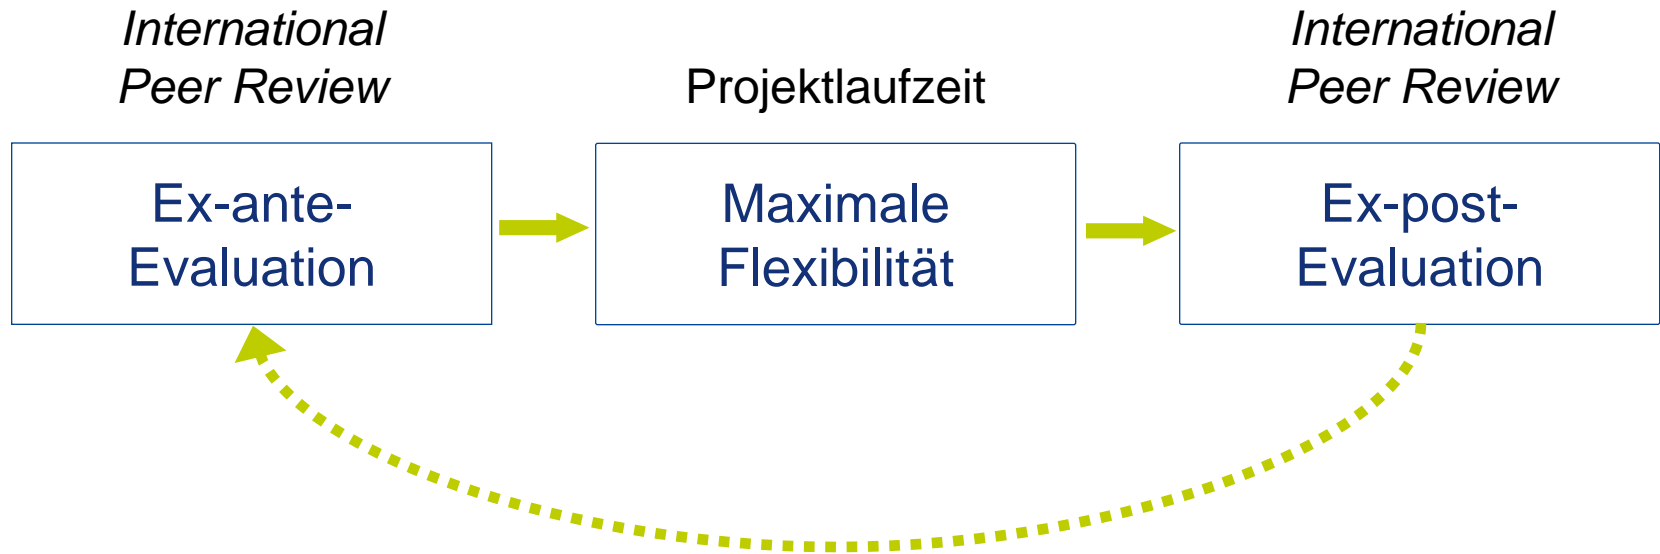 International
Peer Review
Projektlaufzeit
International
Peer Review
Ex-ante-
Evaluation
Maximale
Flexibilität
Ex-post-
Evaluation